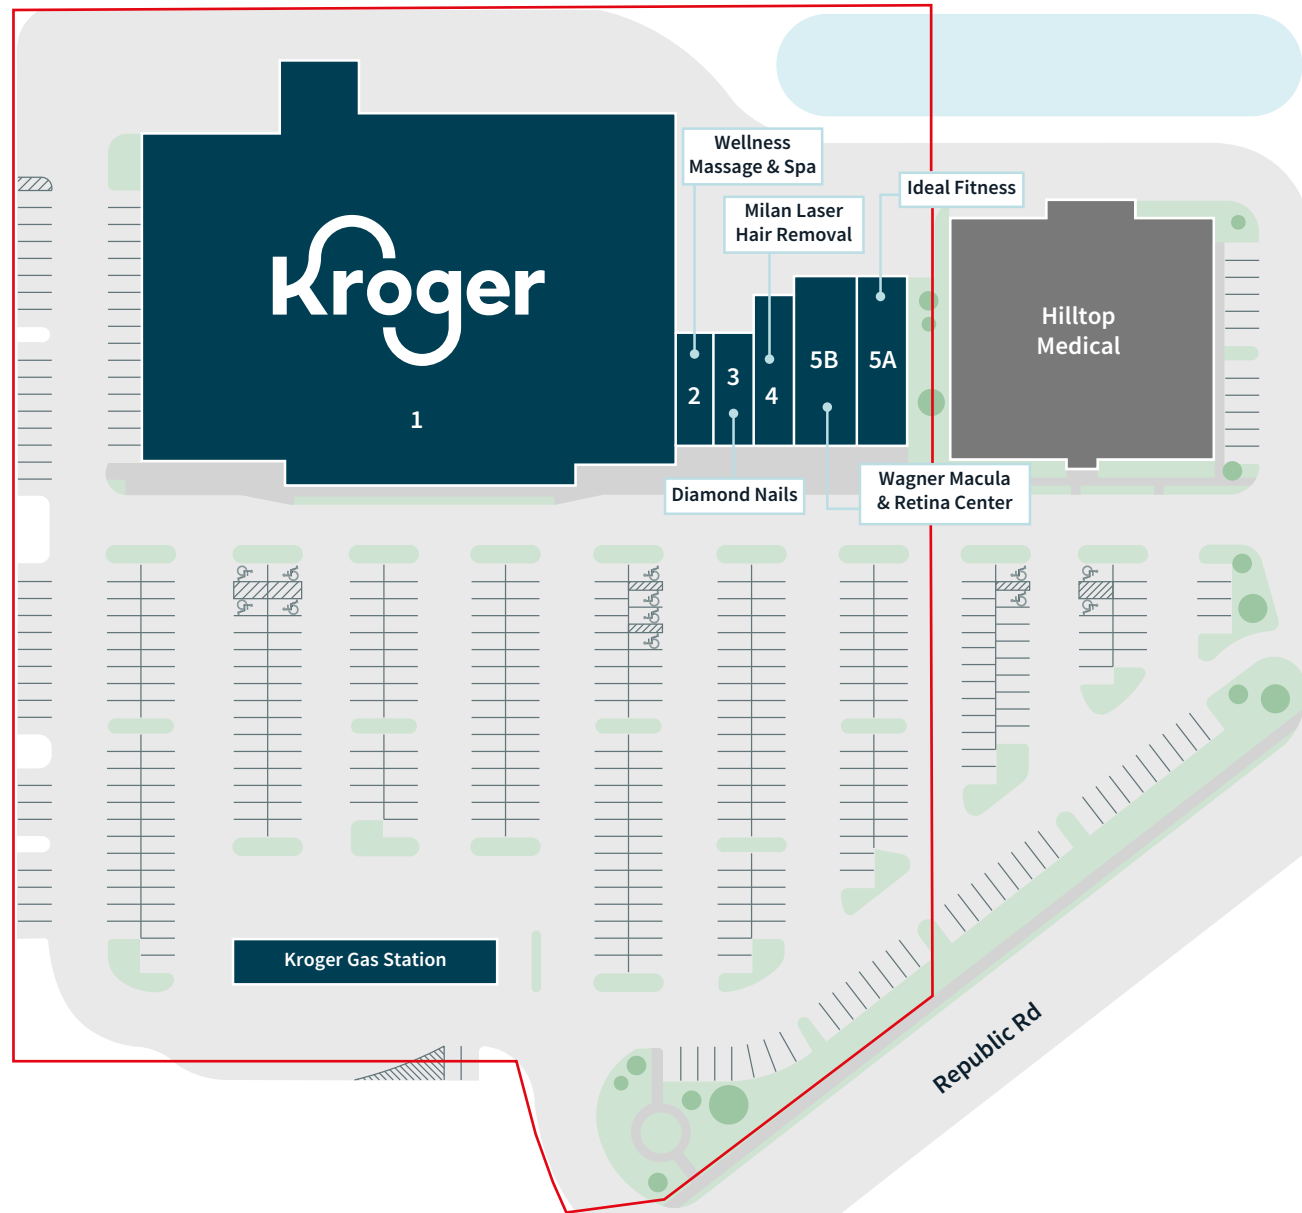 Wellness
Massage & Spa
Ideal Fitness
Milan Laser
Hair Removal
Kroger
Hilltop
Medical
1
2
3
4
5B
5A
Diamond Nails
Wagner Macula
& Retina Center
Kroger Gas Station
Republic Rd